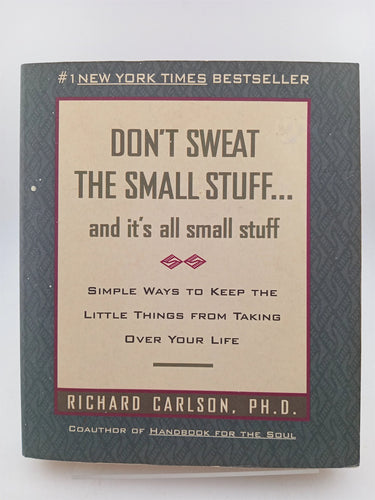 #1 NEW YORK TIMES BESTSELLER
DON'T SWEAT
THE SMALL STUFF...
and it's all small stuff
SIMPLE WAYS TO KEEP THE
LITTLE THINGS FROM TAKING
OVER YOUR LIFE
RICHARD CARLSON, PH.D.
COAUTHOR OF HANDBOOK FOR THE SOUL